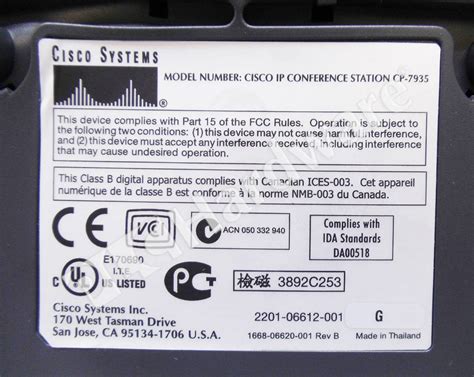 CISCO SYSTEMS
®
MODEL NUMBER: CISCO IP CONFERENCE STATION CP-7935
This device complies with Part 15 of the FCC Rules. Operation is subject to
the following two conditions: (1) this device may not cause harmful interference,
and (2) this device must accept any interference received, including interference
that may cause undesired operation.
This Class B digital apparatus complies with Canadian ICES-003. Cet appareil
numérique de la classe B est conforme à la norme NMB-003 du Canada.
CE
VCI
N
ACN 050 332 940
Complies with
IDA Standards
DA00518
E170690
I.T.E.
C UL US LISTED
檢磁 3892C253
Cisco Systems Inc.
170 West Tasman Drive
San Jose, CA 95134-1706 U.S.A.
2201-06612-001
G
1668-06620-001 Rev B
Made in Thailand